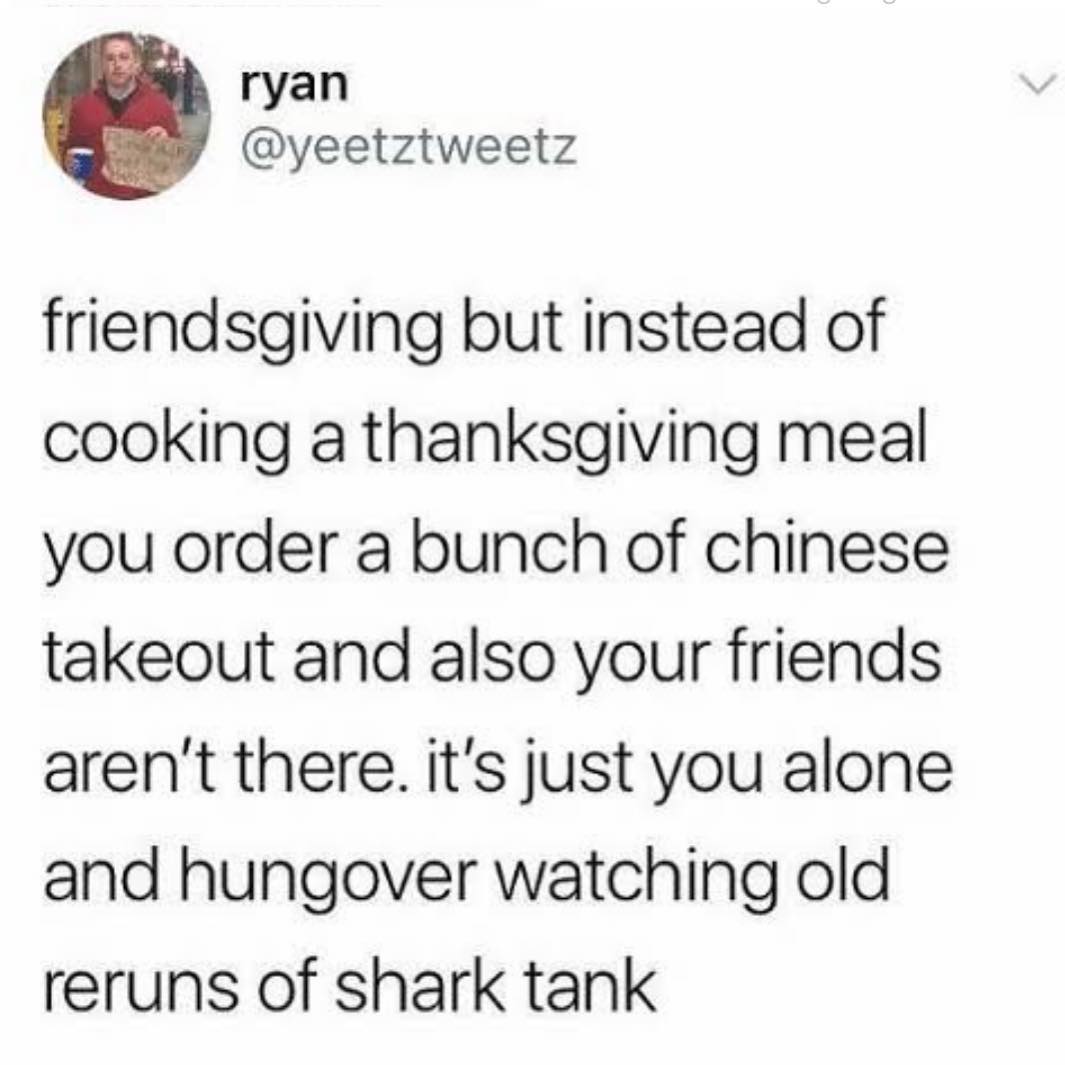 ryan
@yeetztweetz
friendsgiving but instead of
cooking a thanksgiving meal
you order a bunch of chinese
takeout and also your friends
aren't there. it's just you alone
and hungover watching old
reruns of shark tank